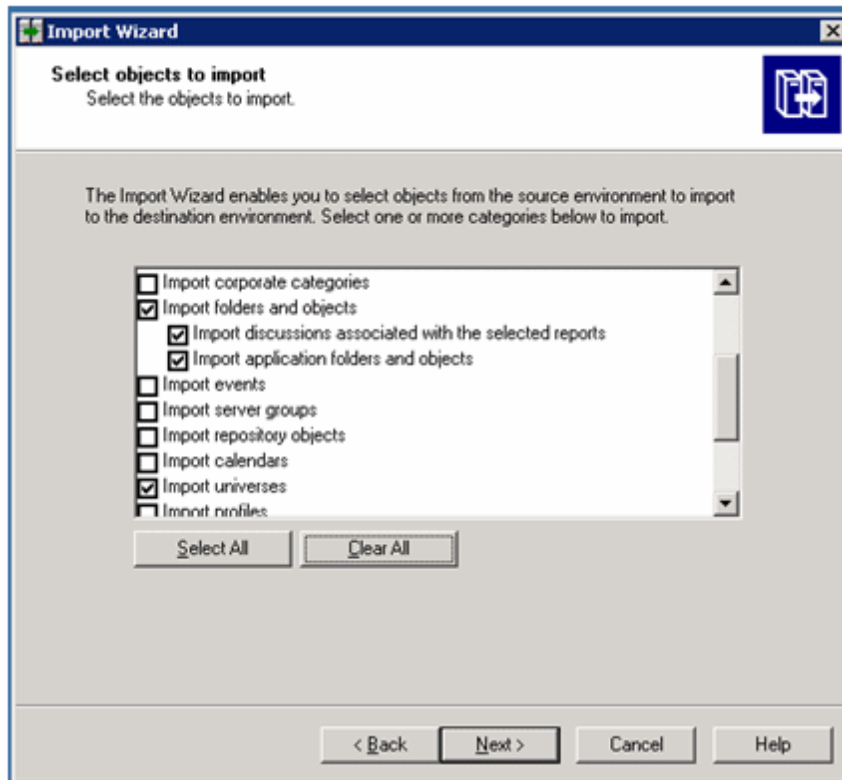 Import Wizard
Select objects to import
Select the objects to import.
The Import Wizard enables you to select objects from the source environment to import
to the destination environment. Select one or more categories below to import.
Import corporate categories
Import folders and objects
Import discussions associated with the selected reports
Import application folders and objects
Import events
Import server groups
Import repository objects
Import calendars
Import universes
Import profiles
Select All
Clear All
< Back
Next >
Cancel
Help